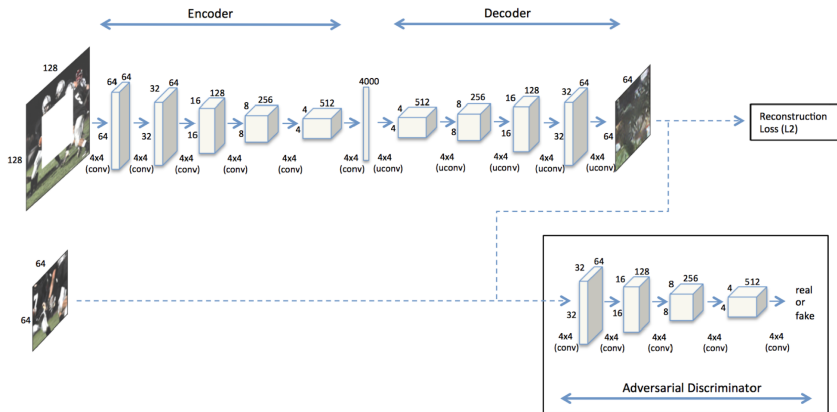 Encoder
Decoder
128
128
64 64
64
4x4
(conv)
32 64
32
4x4
(conv)
16 128
16
4x4
(conv)
8 256
8
4x4
(conv)
4 512
4
4x4
(conv)
4000
4x4
(conv)
4 512
4
4x4
(uconv)
8 256
8
4x4
(uconv)
16 128
16
4x4
(uconv)
32 64
32
4x4
(uconv)
64
64
4x4
(uconv)
Reconstruction
Loss (L2)
64
64
32 64
32
4x4
(conv)
16 128
16
4x4
(conv)
8 256
8
4x4
(conv)
4 512
4
4x4
(conv)
4x4
(conv)
real
or
fake
Adversarial Discriminator